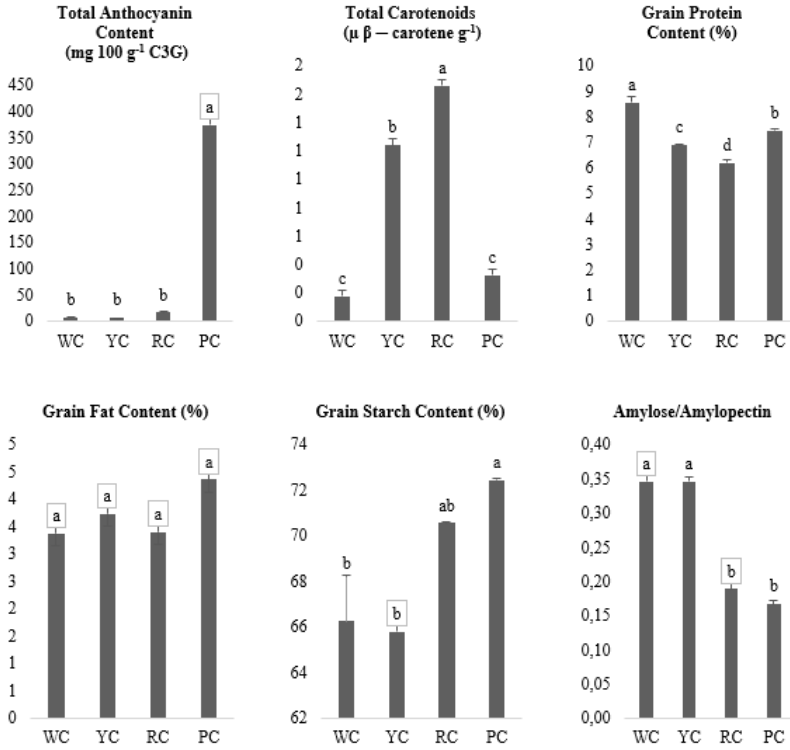 Total Anthocyanin
Content
(mg 100 g-1 C3G)
450
400
350
300
250
200
150
100
50
0
b
b
b
a
WC YC RC PC
Total Carotenoids
(µ β – carotene g-1)
2
2
1
1
1
1
1
0
0
0
c
b
a
c
WC YC RC PC
Grain Protein
Content (%)
10
9
8
7
6
5
4
3
2
1
0
a
c
d
b
WC YC RC PC
Grain Fat Content (%)
5
5
4
4
3
3
2
2
1
1
0
a
a
a
a
WC YC RC PC
Grain Starch Content (%)
74
72
70
68
66
64
62
b
b
ab
a
WC YC RC PC
Amylose/Amylopectin
0,40
0,35
0,30
0,25
0,20
0,15
0,10
0,05
0,00
a
a
b
b
WC YC RC PC